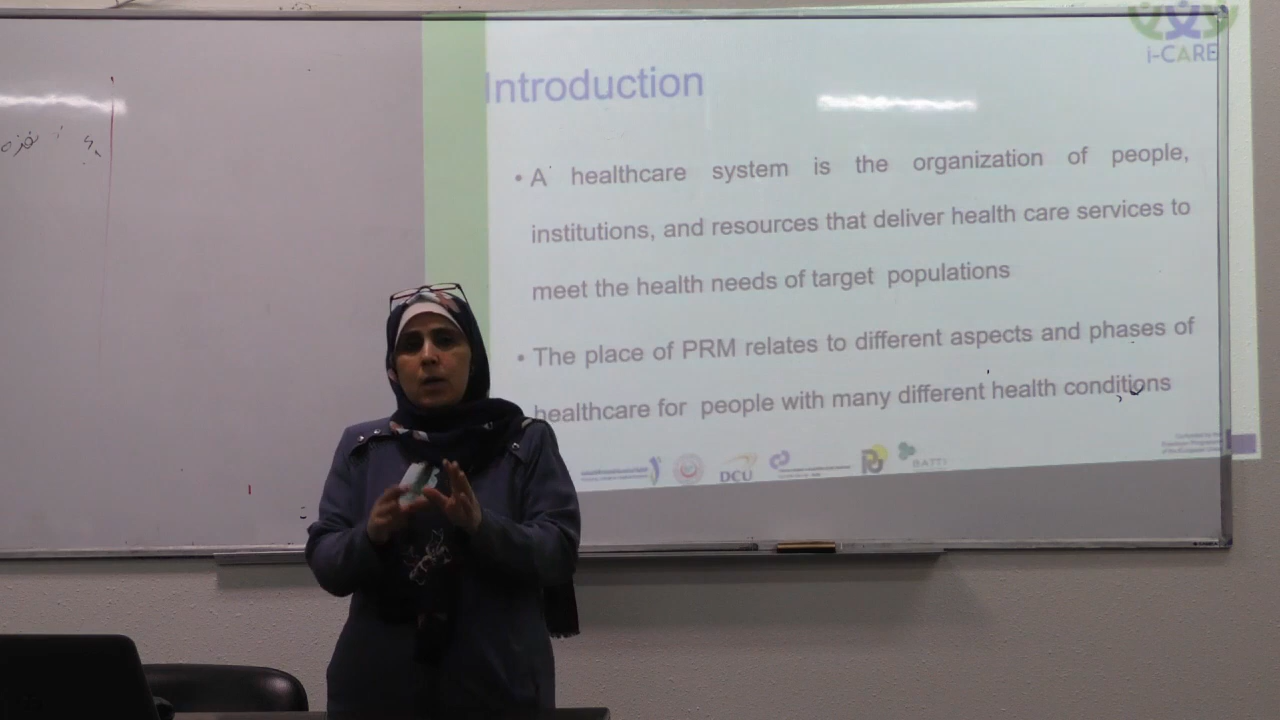 i-CARE
Introduction
• A healthcare system is the organization of people,
institutions, and resources that deliver health care services to
meet the health needs of target populations
• The place of PRM relates to different aspects and phases of
healthcare for people with many different health conditions
DCU
BATTI